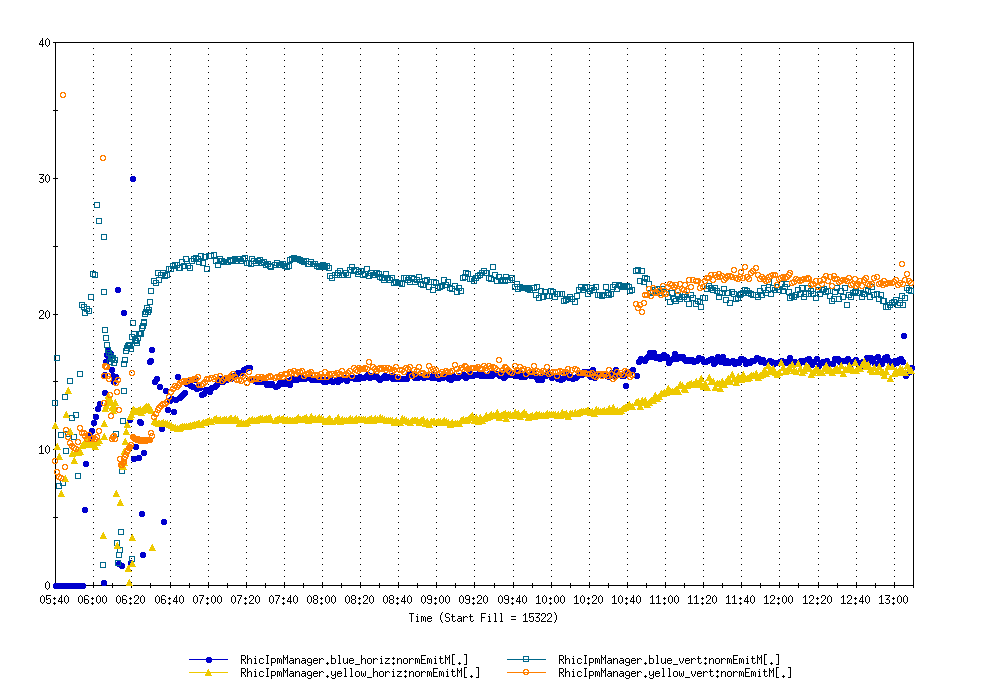 40
30
20
10
0
05:40 06:00 06:20 06:40 07:00 07:20 07:40 08:00 08:20 08:40 09:00 09:20 09:40 10:00 10:20 10:40 11:00 11:20 11:40 12:00 12:20 12:40 13:00
Time (Start Fill = 15322)
RhicIpmManager.blue_horiz:normEmitM[.] RhicIpmManager.blue_vert:normEmitM[.]
RhicIpmManager.yellow_horiz:normEmitM[.] RhicIpmManager.yellow_vert:normEmitM[.]